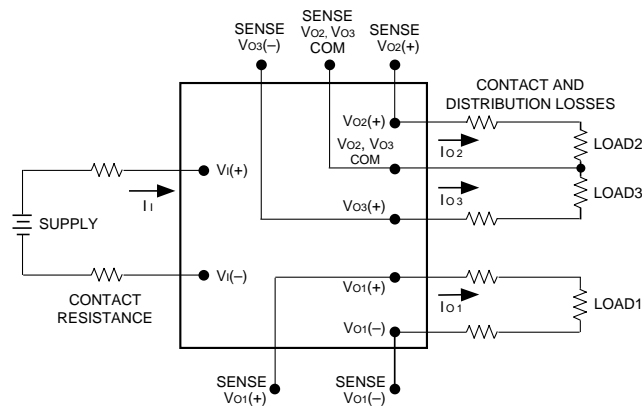 SENSE
VO3(–)
SENSE
VO2, VO3
COM
SENSE
VO2(+)
CONTACT AND
DISTRIBUTION LOSSES
VO2(+)
IO2
LOAD2
VO2, VO3
COM
VI(+)
II
IO3
LOAD3
VO3(+)
SUPPLY
VI(–)
CONTACT
RESISTANCE
VO1(+)
IO1
LOAD1
VO1(–)
SENSE
VO1(+)
SENSE
VO1(–)